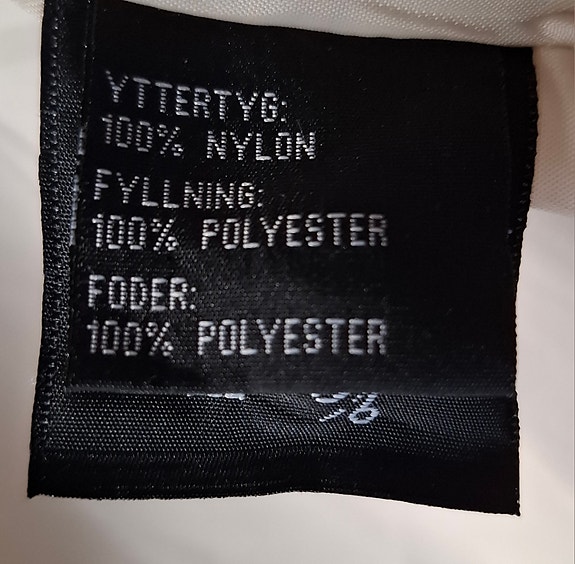 YTTERTYG:
100% NYLON
FYLLNING:
100% POLYESTER
FODER:
100% POLYESTER